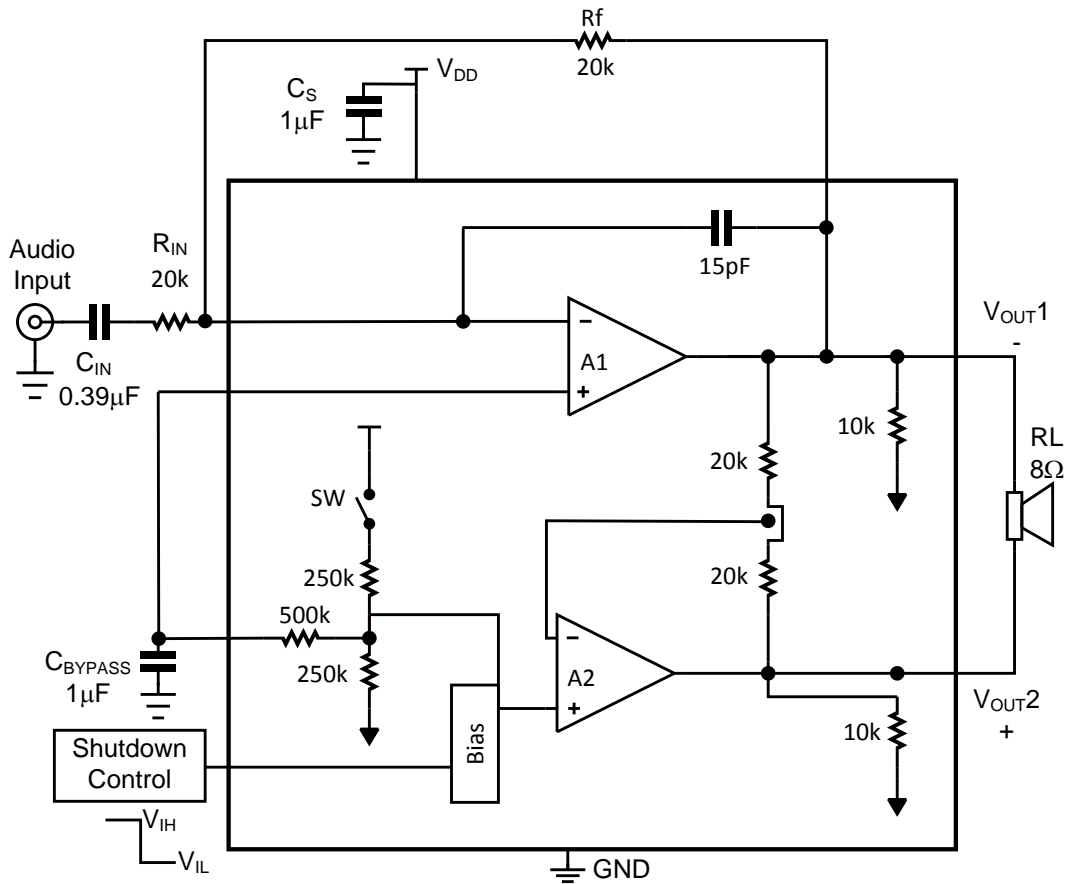 Rf
20k
VDD
CS
1µF
Audio
Input
RIN
20k
15pF
CIN
0.39µF
A1
−
+
VOUT1
-
10k
20k
RL
8Ω
SW
250k
20k
500k
CBYPASS
1µF
250k
−
A2
+
VOUT2
+
Bias
10k
Shutdown
Control
VIH
VIL
GND